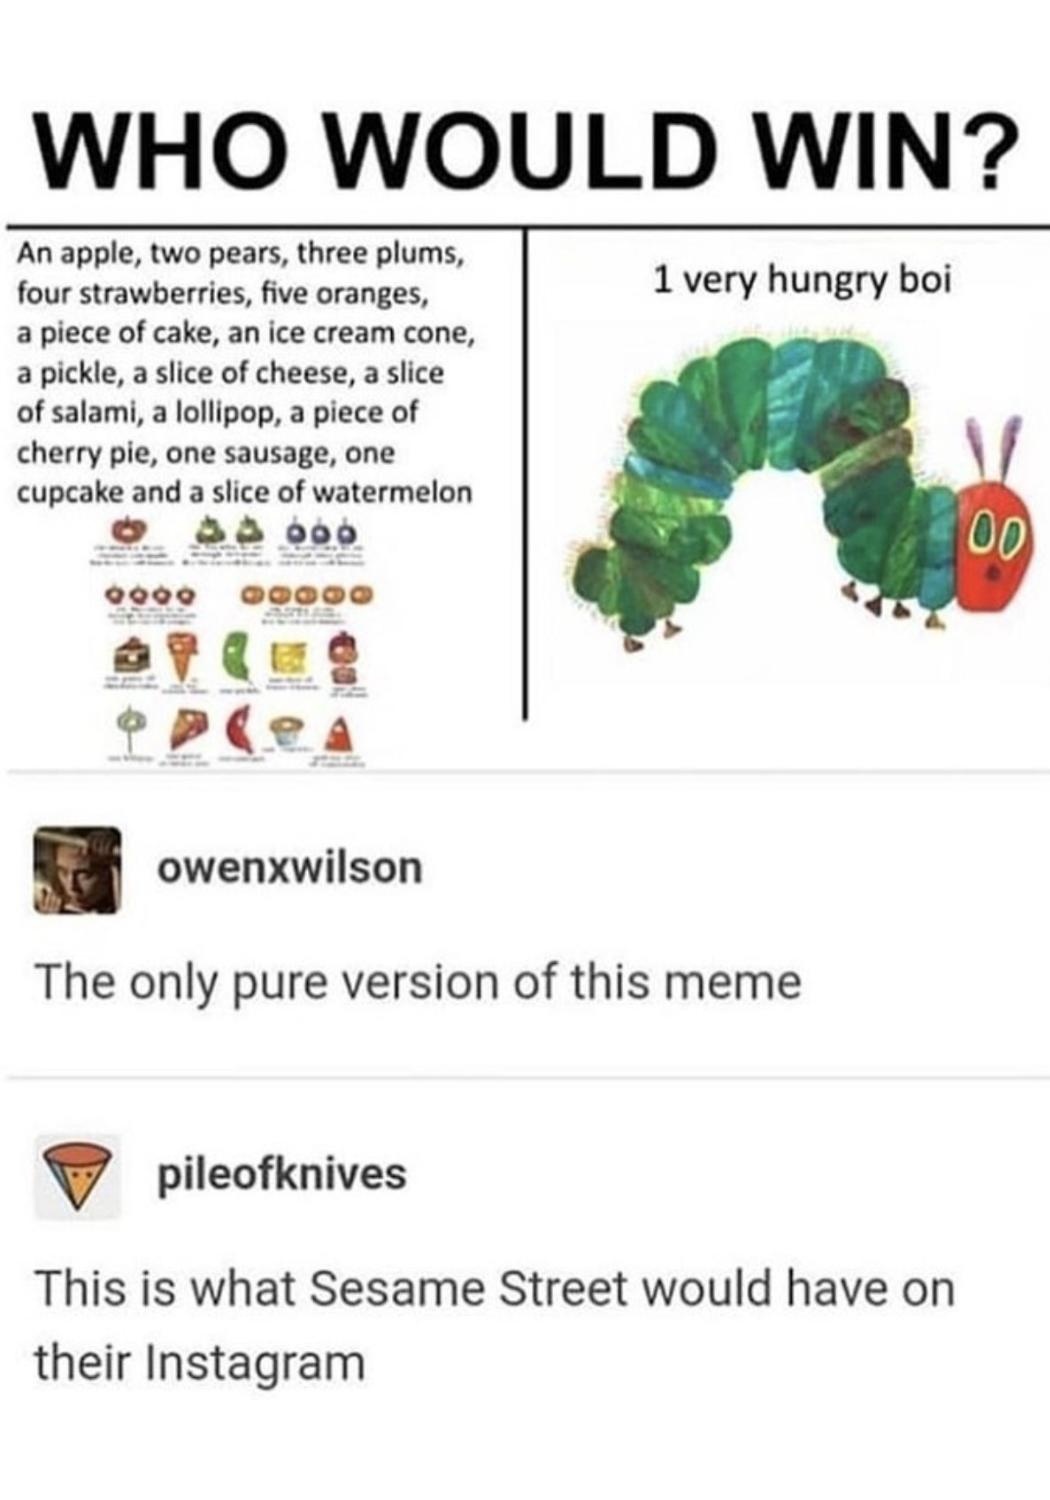 WHO WOULD WIN?
An apple, two pears, three plums,
four strawberries, five oranges,
a piece of cake, an ice cream cone,
a pickle, a slice of cheese, a slice
of salami, a lollipop, a piece of
cherry pie, one sausage, one
cupcake and a slice of watermelon
1 very hungry boi
owenxwilson
The only pure version of this meme
pileofknives
This is what Sesame Street would have on
their Instagram